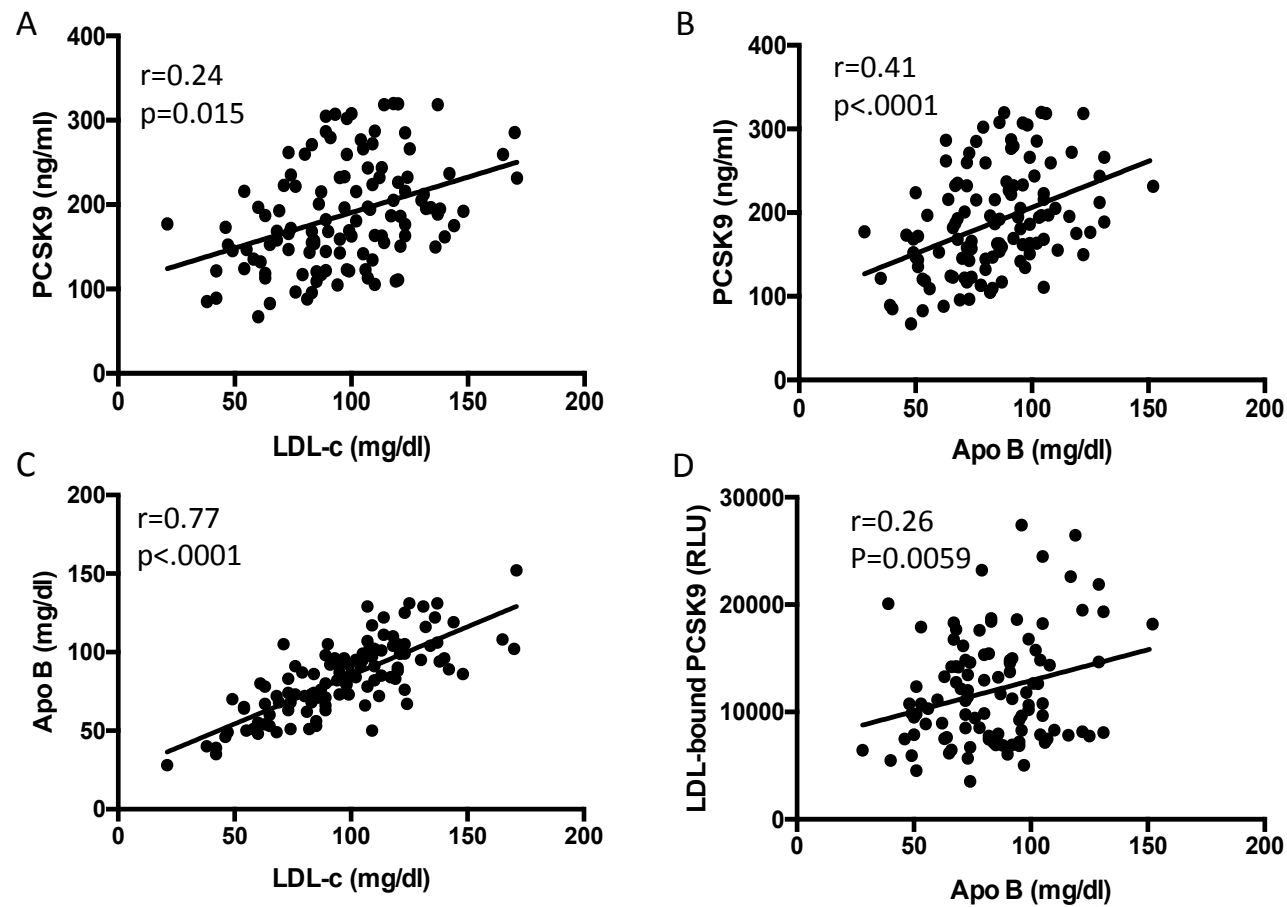 A
r=0.24
p=0.015
PCSK9 (ng/ml)
400
300
200
100
0
0 50 100 150 200
LDL-c (mg/dl)
B
r=0.41
p<.0001
PCSK9 (ng/ml)
400
300
200
100
0
0 50 100 150 200
Apo B (mg/dl)
C
r=0.77
p<.0001
Apo B (mg/dl)
200
150
100
50
0
0 50 100 150 200
LDL-c (mg/dl)
D
r=0.26
P=0.0059
LDL-bound PCSK9 (RLU)
30000
20000
10000
0
0 50 100 150 200
Apo B (mg/dl)